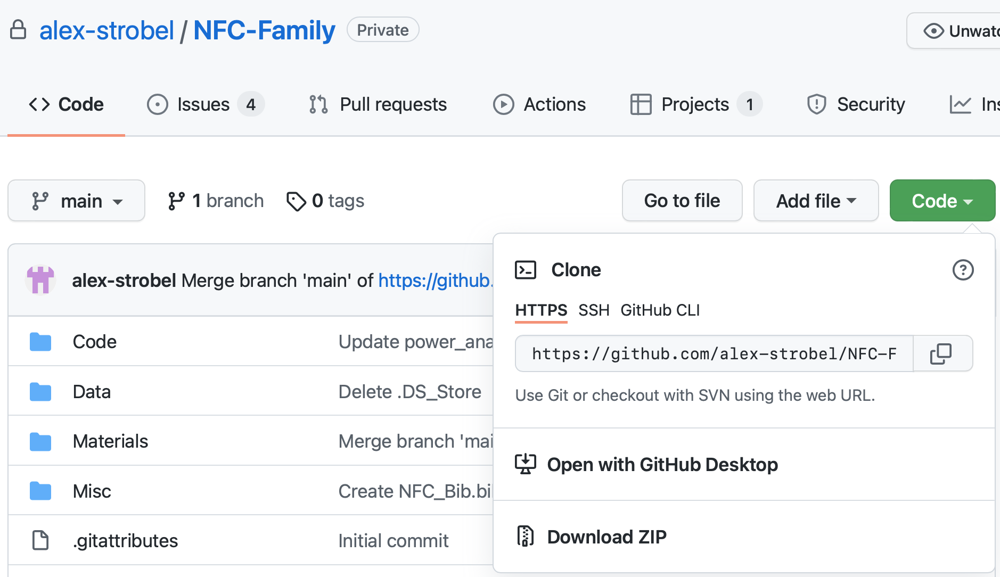 alex-strobel / NFC-Family Private
Unwatc
Code Issues 4 Pull requests Actions Projects 1 Security Ins
main 1 branch 0 tags Go to file Add file Code
alex-strobel Merge branch 'main' of https://github.
Code Update power_ana
Data Delete .DS_Store
Materials Merge branch 'mai
Misc Create NFC_Bib.bi
.gitattributes Initial commit
Clone
HTTPS SSH GitHub CLI
https://github.com/alex-strobel/NFC-F
Use Git or checkout with SVN using the web URL.
Open with GitHub Desktop
Download ZIP